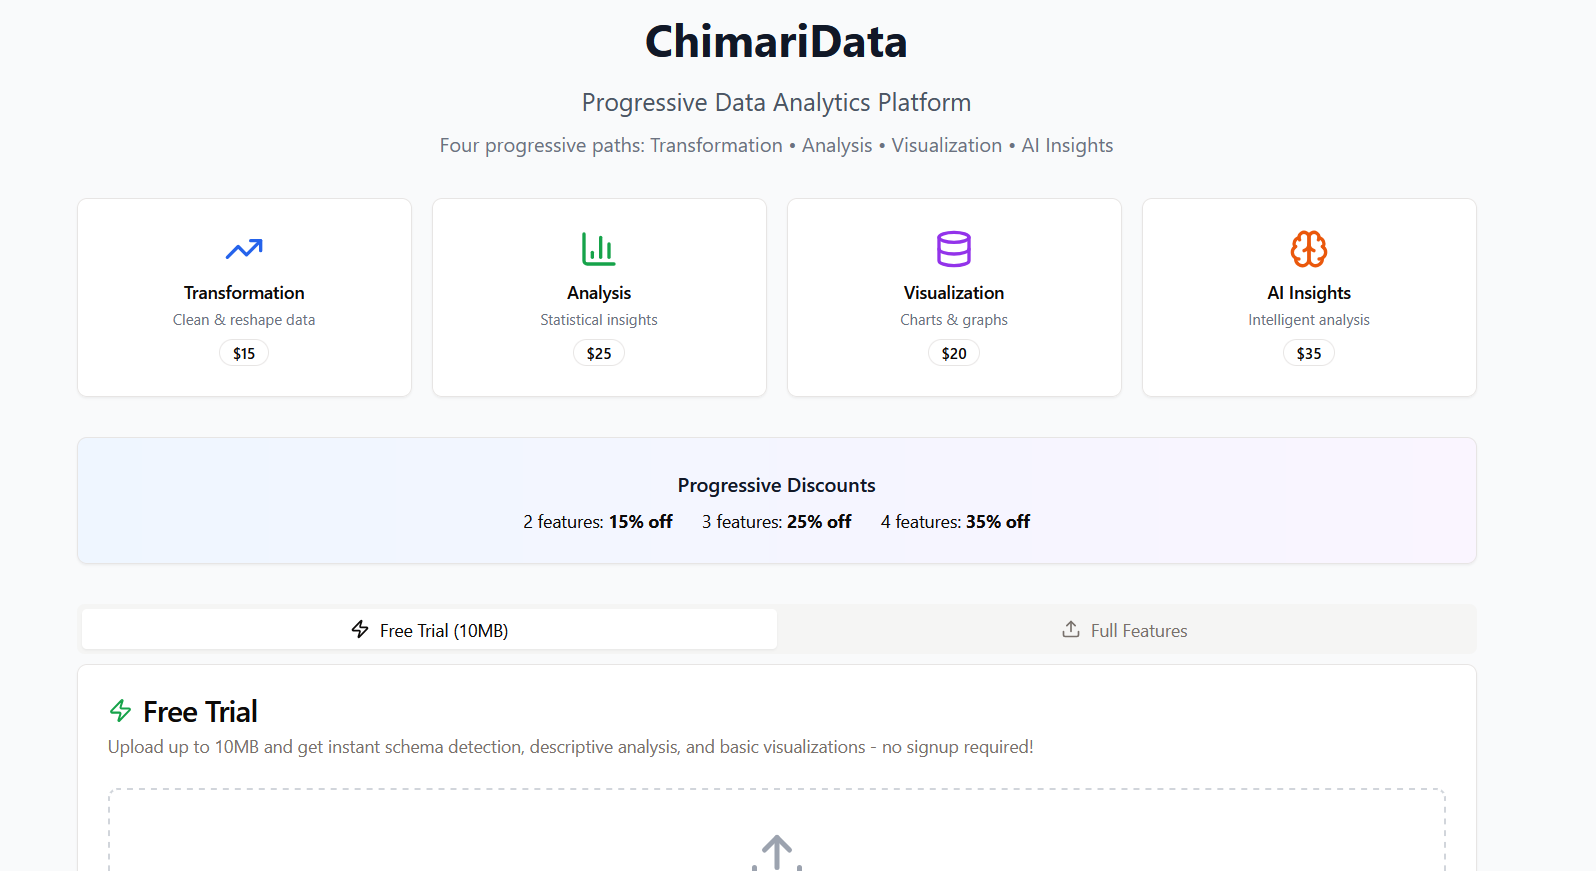 ChimariData
Progressive Data Analytics Platform
Four progressive paths: Transformation • Analysis • Visualization • AI Insights
Transformation
Clean & reshape data
$15
Analysis
Statistical insights
$25
Visualization
Charts & graphs
$20
AI Insights
Intelligent analysis
$35
Progressive Discounts
2 features: 15% off 3 features: 25% off 4 features: 35% off
Free Trial (10MB)
Full Features
Free Trial
Upload up to 10MB and get instant schema detection, descriptive analysis, and basic visualizations - no signup required!